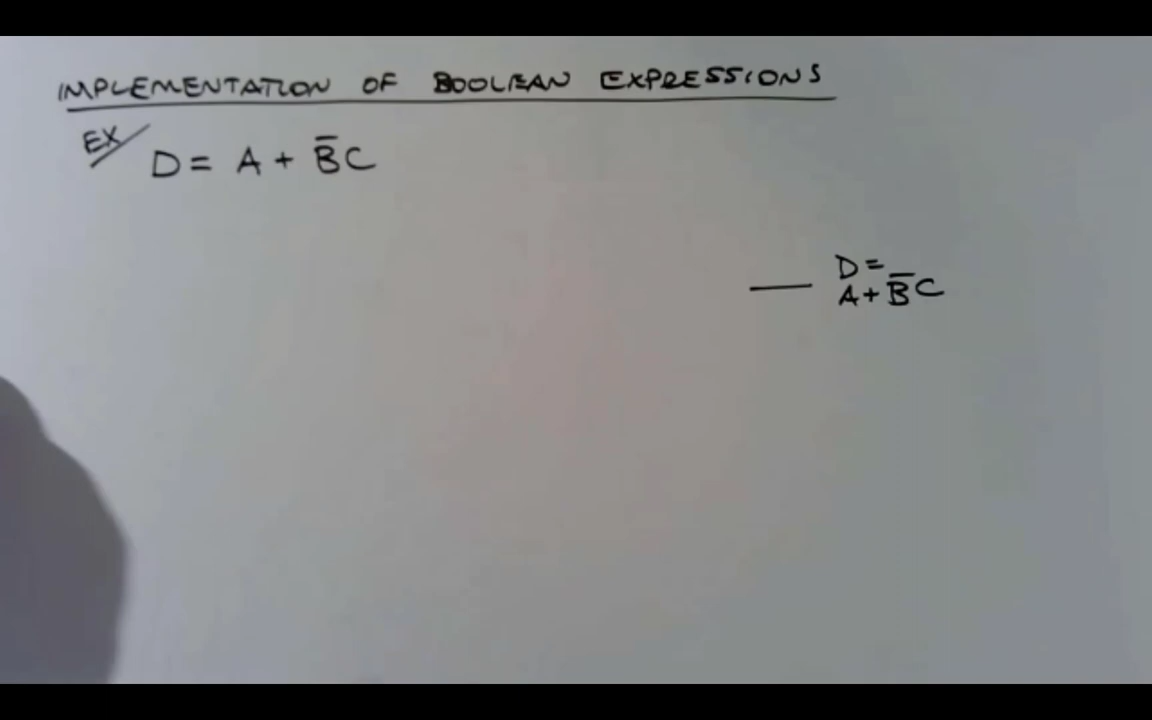 IMPLEMENTATION OF BOOLEAN EXPRESSIONS
EX D = A + B̅C
D =
A + B̅C